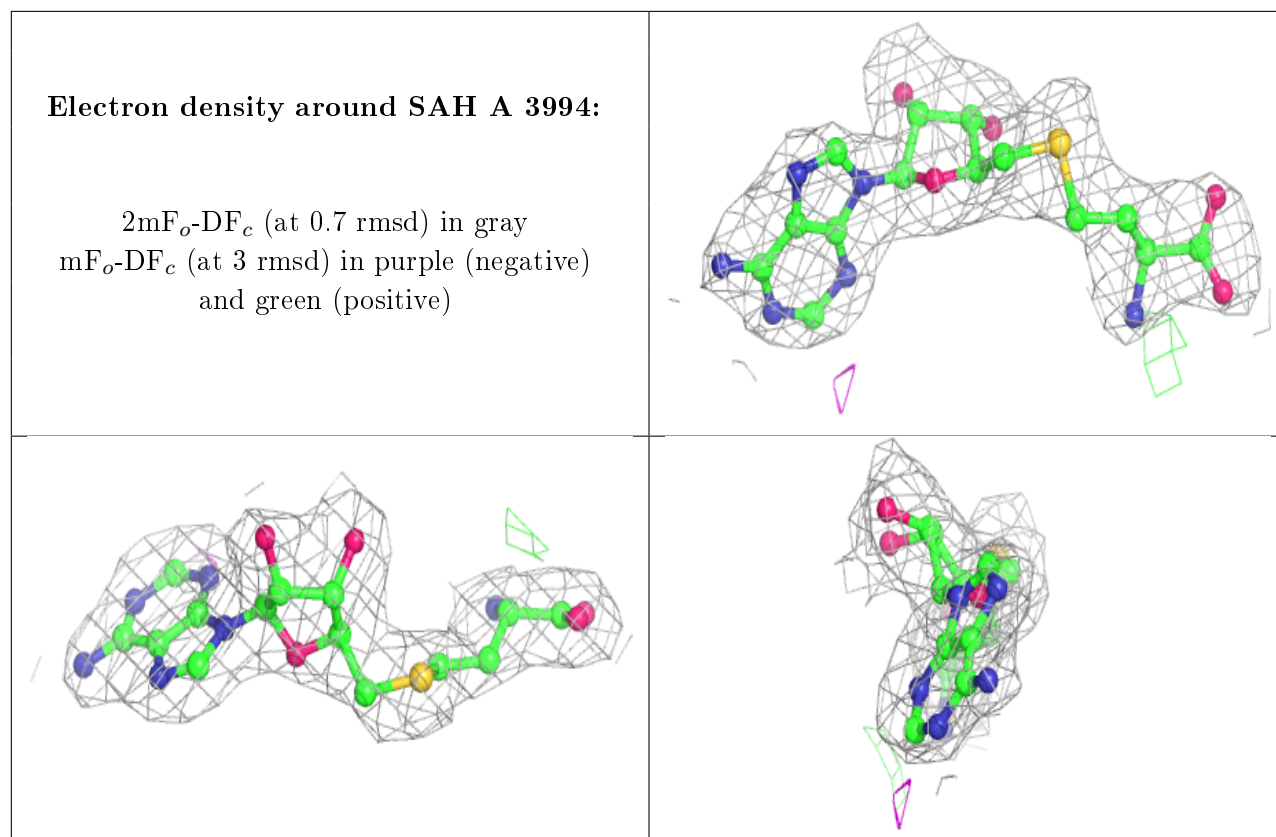 Electron density around SAH A 3994:
2mFₒ-DF𝒸 (at 0.7 rmsd) in gray
mFₒ-DF𝒸 (at 3 rmsd) in purple (negative)
and green (positive)